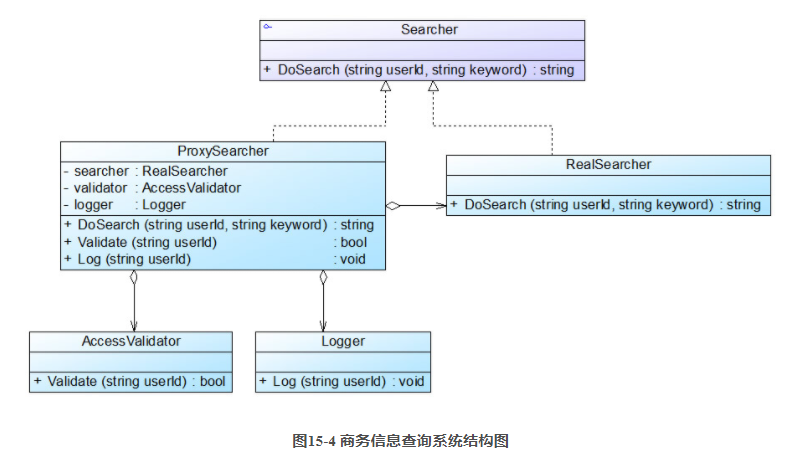 Searcher
+ DoSearch (string userId, string keyword) : string
ProxySearcher
- searcher : RealSearcher
- validator : AccessValidator
- logger : Logger
+ DoSearch (string userId, string keyword) : string
+ Validate (string userId) : bool
+ Log (string userId) : void
RealSearcher
+ DoSearch (string userId, string keyword) : string
AccessValidator
+ Validate (string userId) : bool
Logger
+ Log (string userId) : void
图15-4 商务信息查询系统结构图